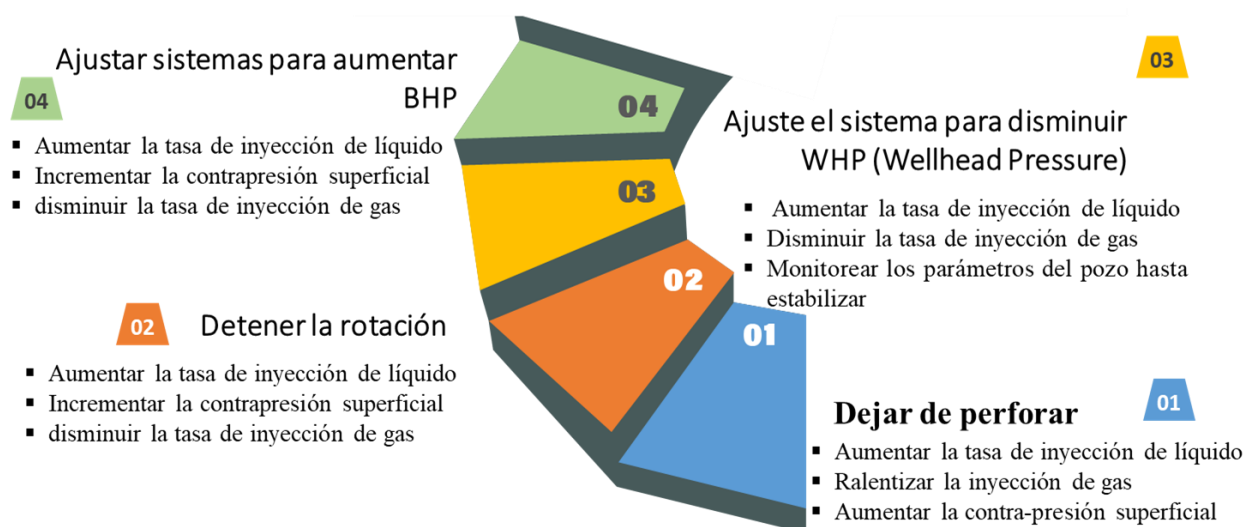 Ajustar sistemas para aumentar
BHP
04
▪ Aumentar la tasa de inyección de líquido
▪ Incrementar la contrapresión superficial
▪ disminuir la tasa de inyección de gas
04
03
Ajuste el sistema para disminuir
WHP (Wellhead Pressure)
▪ Aumentar la tasa de inyección de líquido
▪ Disminuir la tasa de inyección de gas
▪ Monitorear los parámetros del pozo hasta
estabilizar
03
02
Detener la rotación
▪ Aumentar la tasa de inyección de líquido
▪ Incrementar la contrapresión superficial
▪ disminuir la tasa de inyección de gas
02
01
Dejar de perforar
01
▪ Aumentar la tasa de inyección de líquido
▪ Ralentizar la inyección de gas
▪ Aumentar la contra-presión superficial